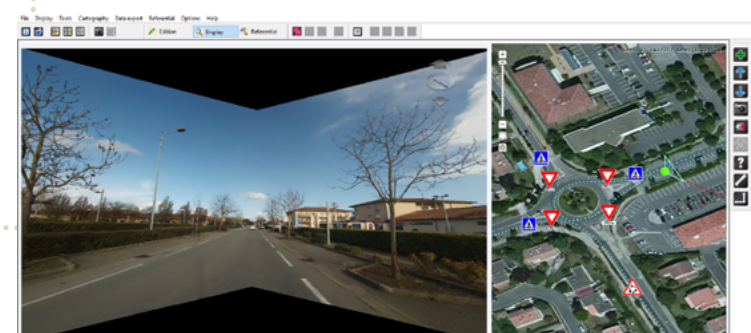 File Display Tools Cartography Data export Referential Options Help
Edition Display Referential